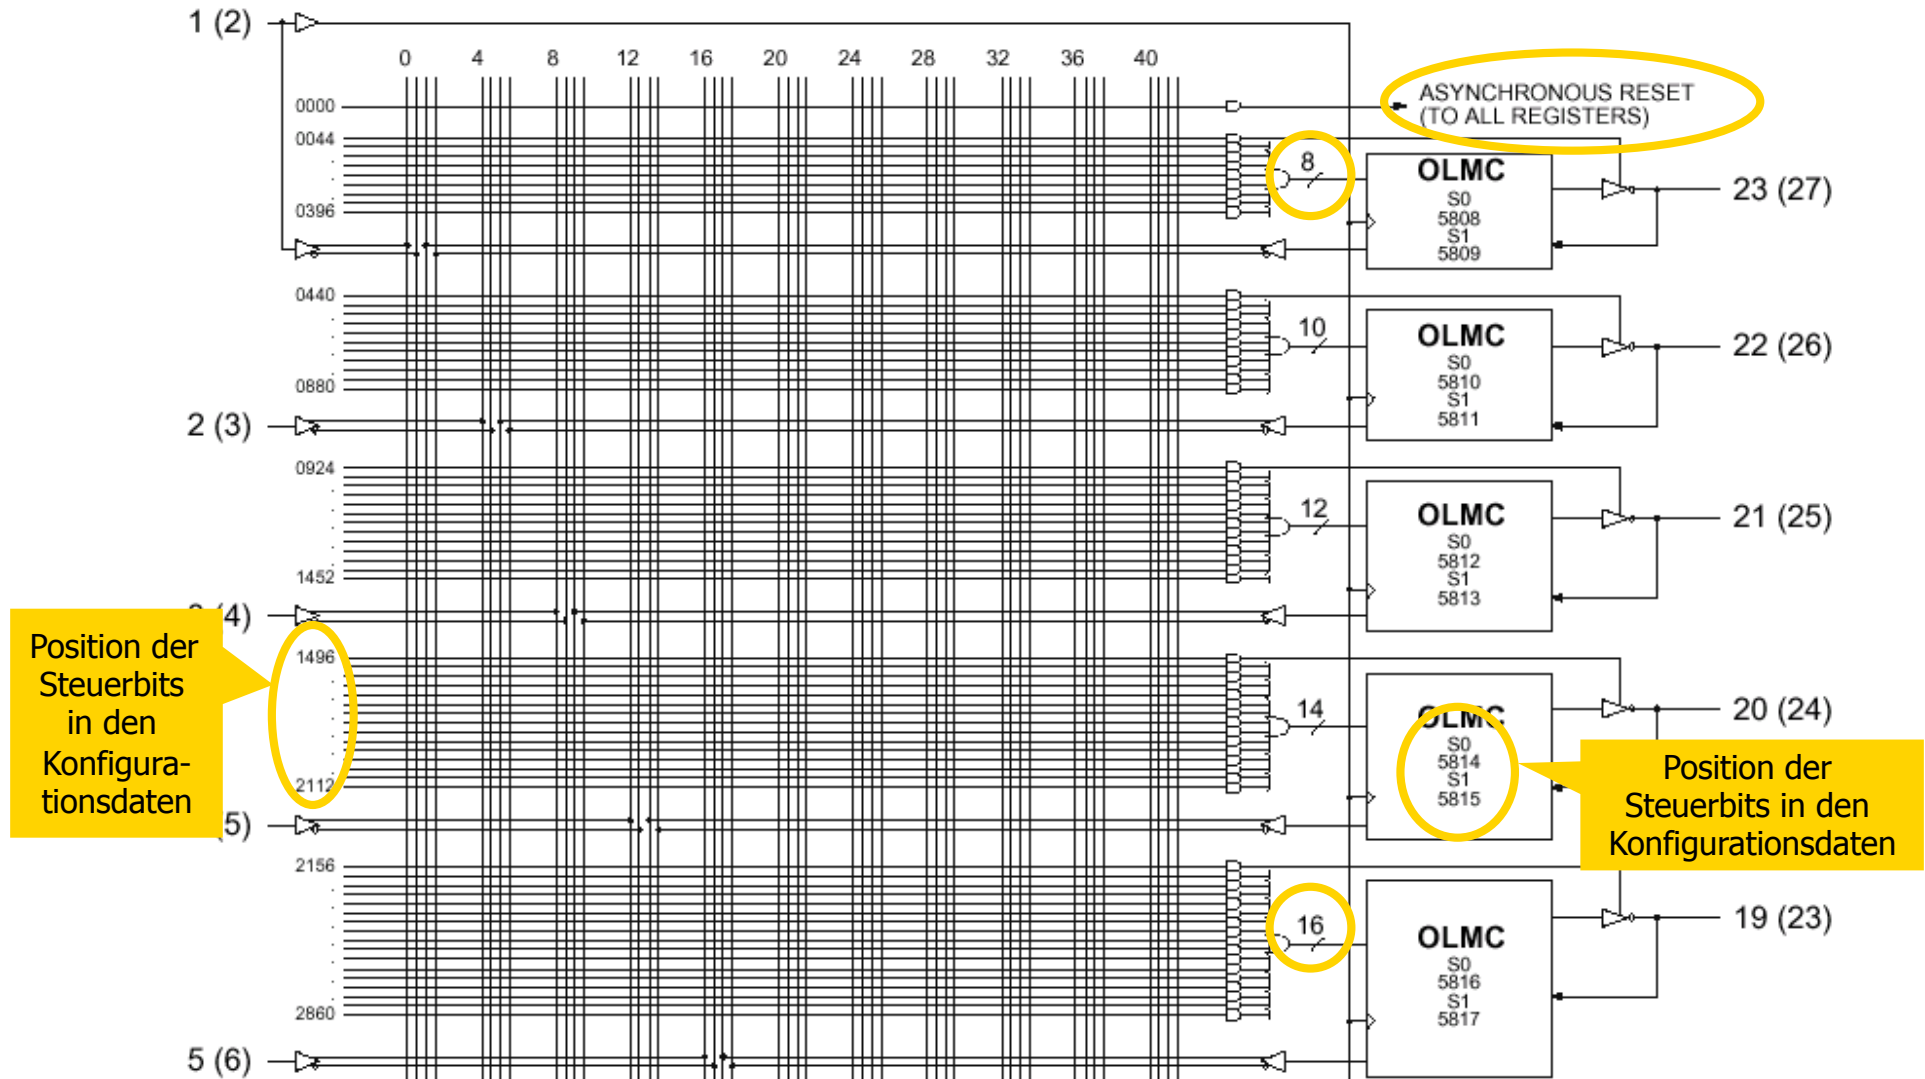 1 (2)
0 4 8 12 16 20 24 28 32 36 40
0000
ASYNCHRONOUS RESET
(TO ALL REGISTERS)
0044
8
OLMC
S0
5808
S1
5809
23 (27)
0396
0440
10
OLMC
S0
5810
S1
5811
22 (26)
0880
2 (3)
0924
12
OLMC
S0
5812
S1
5813
21 (25)
1452
(4)
Position der
Steuerbits
in den
Konfigura-
tionsdaten
1496
14
OLMC
S0
5814
S1
5815
20 (24)
Position der
Steuerbits in den
Konfigurationsdaten
2112
5)
2156
16
OLMC
S0
5816
S1
5817
19 (23)
2860
5 (6)